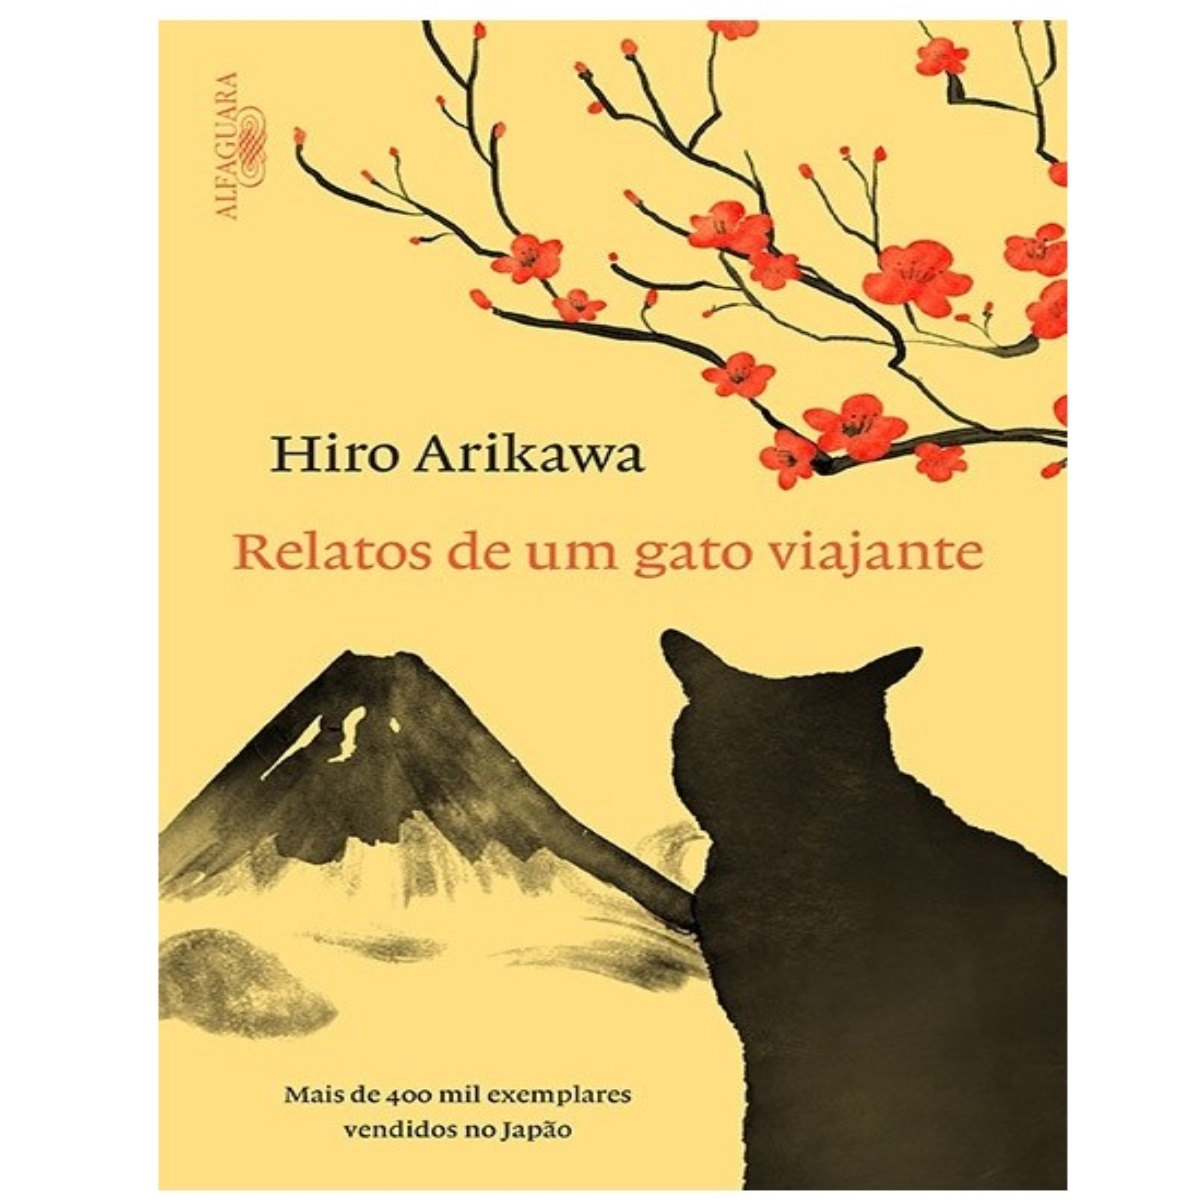 ALFAGUARA
Hiro Arikawa
Relatos de um gato viajante
Mais de 400 mil exemplares
vendidos no Japão